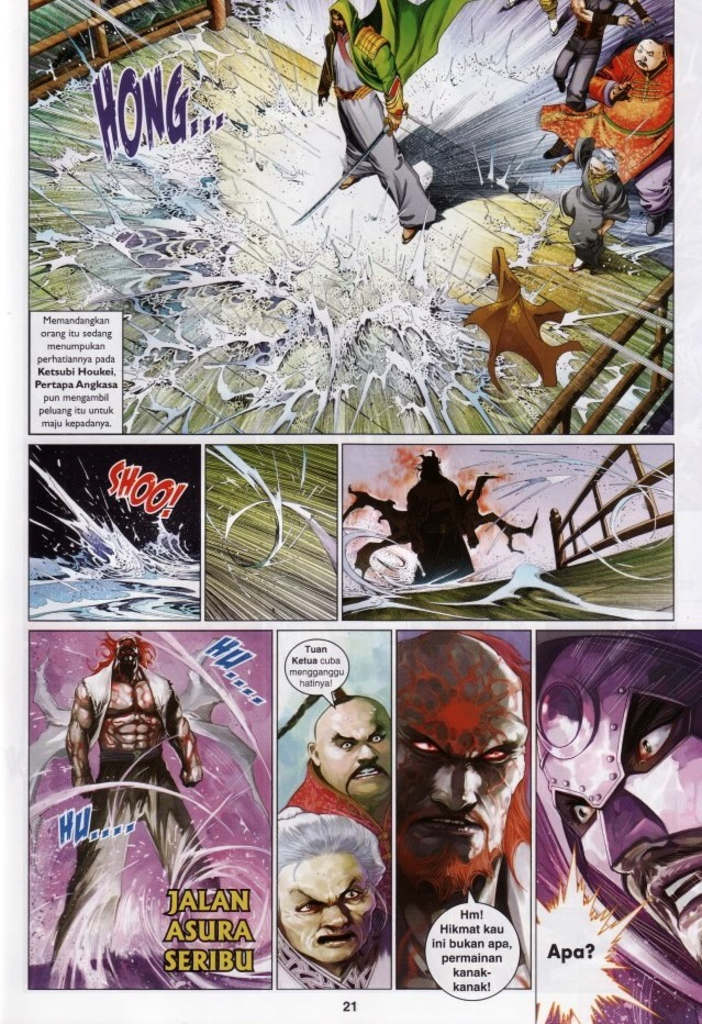 HONG...
Memandangkan
orang itu sedang
menumpukan
perhatiannya pada
Ketsubi Houkei,
Pertapa Angkasa
pun mengambil
peluang itu untuk
maju kepadanya.
SHOO!
HU....
HU....
JALAN
ASURA
SERIBU
Tuan
Ketua cuba
mengganggu
hatinya!
Hm!
Hikmat kau
ini bukan apa,
permainan
kanak-
kanak!
Apa?
21